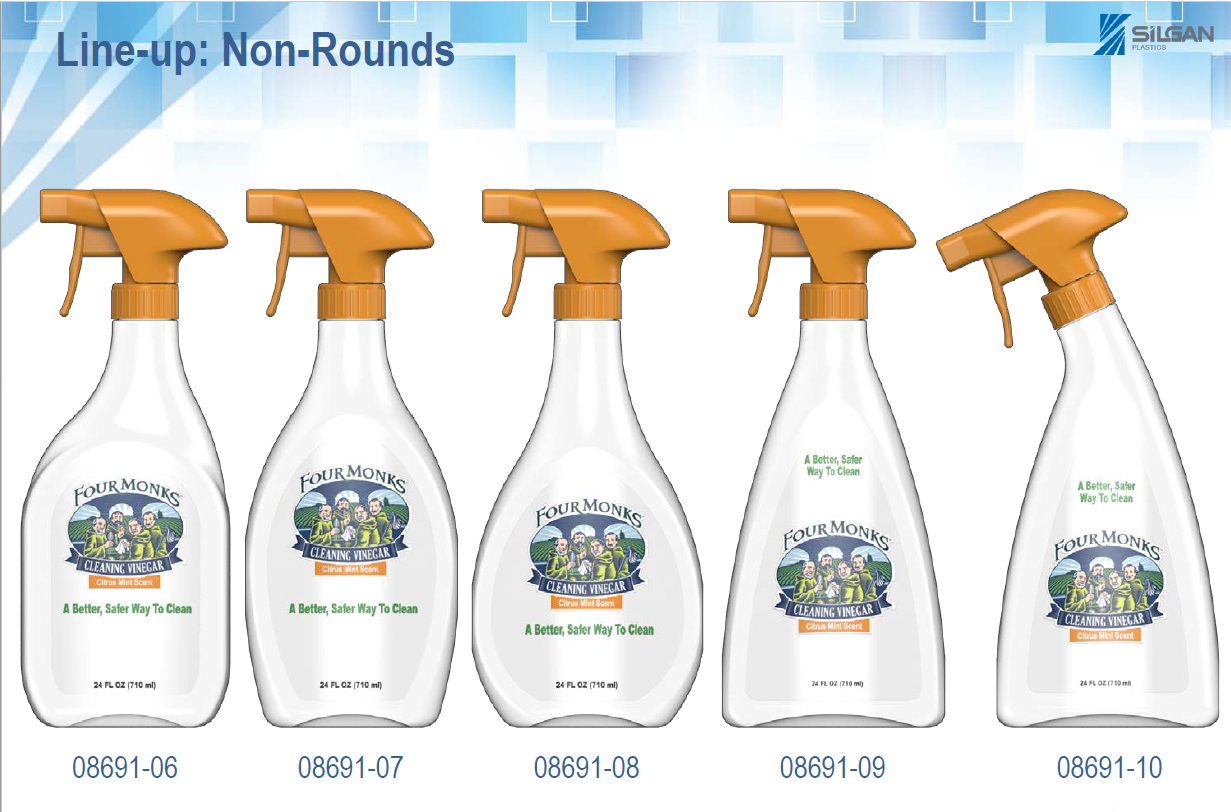 Line-up: Non-Rounds
SiLGAN
PLASTICS
FOUR MONKS
CLEANING VINEGAR
Citrus Mint Scent
A Better, Safer Way To Clean
24 FL OZ (710 ml)
08691-06
FOUR MONKS
CLEANING VINEGAR
Citrus Mint Scent
A Better, Safer Way To Clean
24 FL OZ (710 ml)
08691-07
FOUR MONKS
CLEANING VINEGAR
Citrus Mint Scent
A Better, Safer Way To Clean
24 FL OZ (710 ml)
08691-08
A Better, Safer
Way To Clean
FOUR MONKS
CLEANING VINEGAR
Citrus Mint Scent
24 FL OZ (710 ml)
08691-09
A Better, Safer
Way To Clean
FOUR MONKS
CLEANING VINEGAR
Citrus Mint Scent
24 FL OZ (710 ml)
08691-10